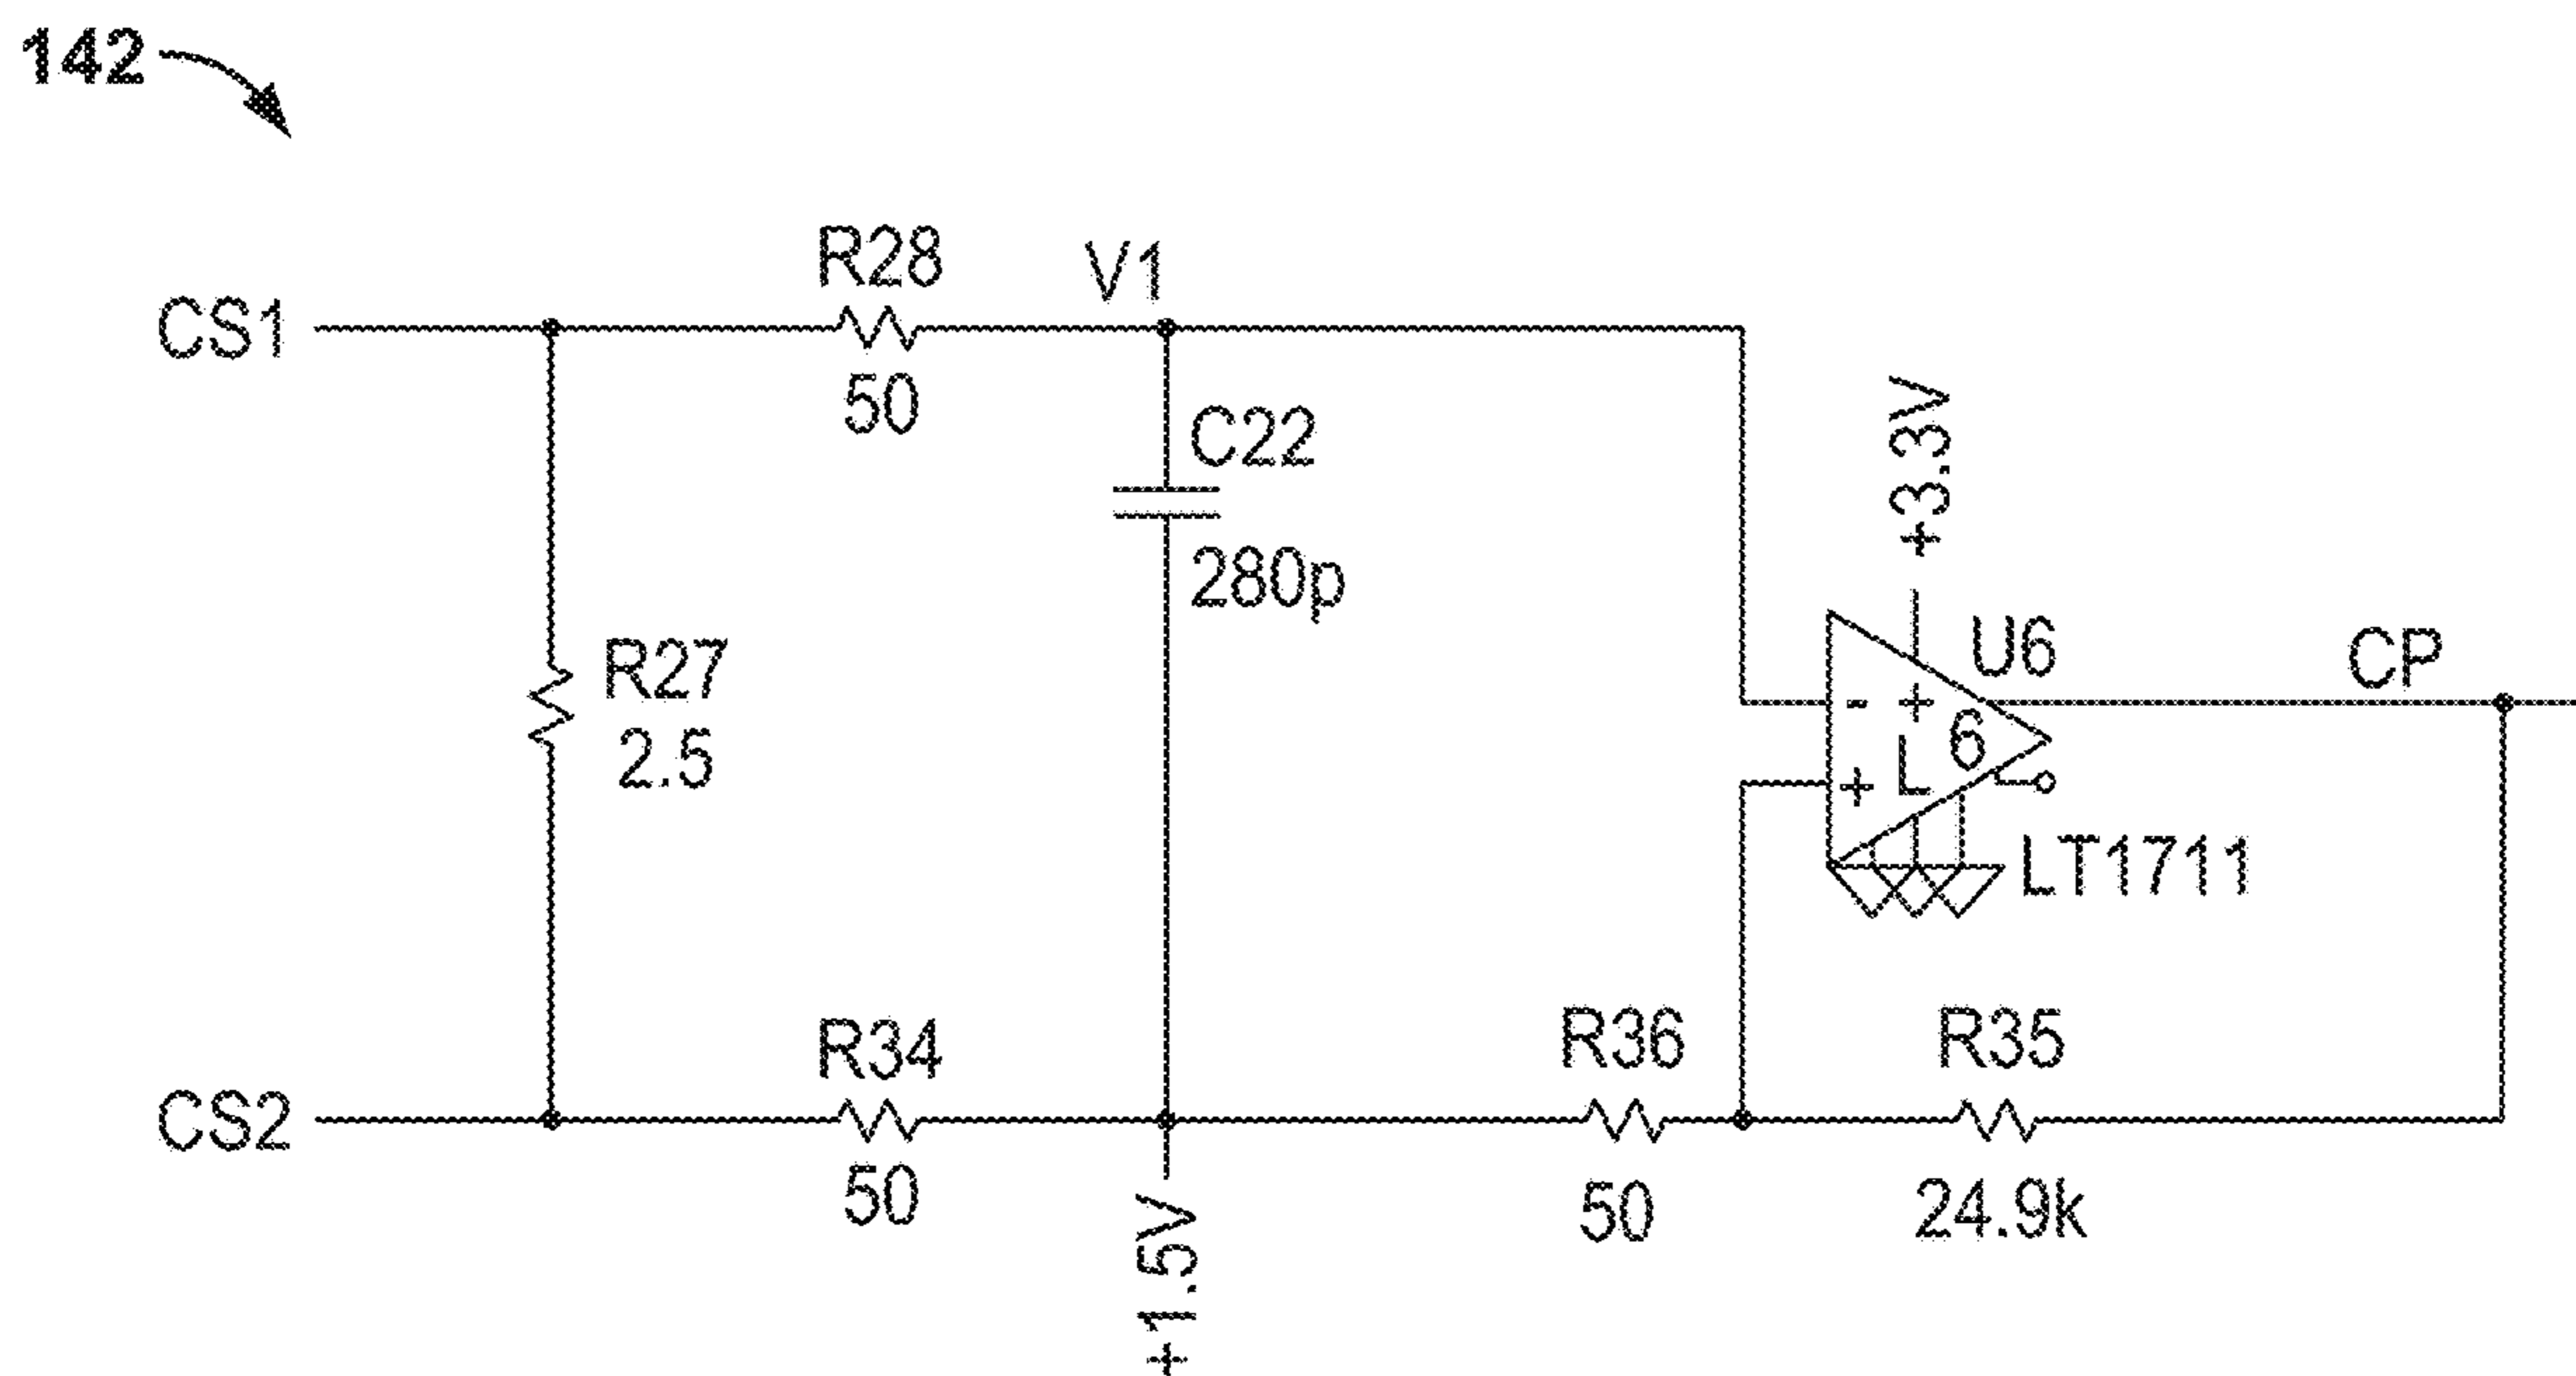 142
CS1
R28
50
V1
C22
280p
+3.3V
R27
2.5
U6
CP
- +
6
+ L
LT1711
CS2
R34
50
R36
50
R35
24.9k
+1.5V